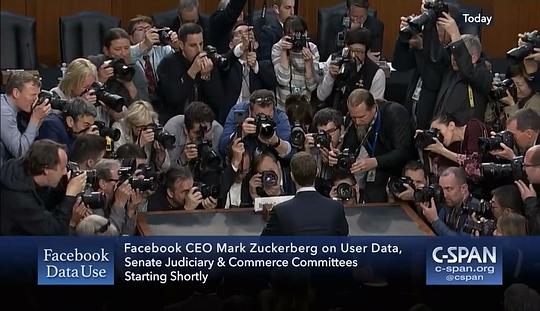 Today
C-SPAN
Facebook
Data Use
Facebook CEO Mark Zuckerberg on User Data,
Senate Judiciary & Commerce Committees
Starting Shortly
C-SPAN
c-span.org
@cspan